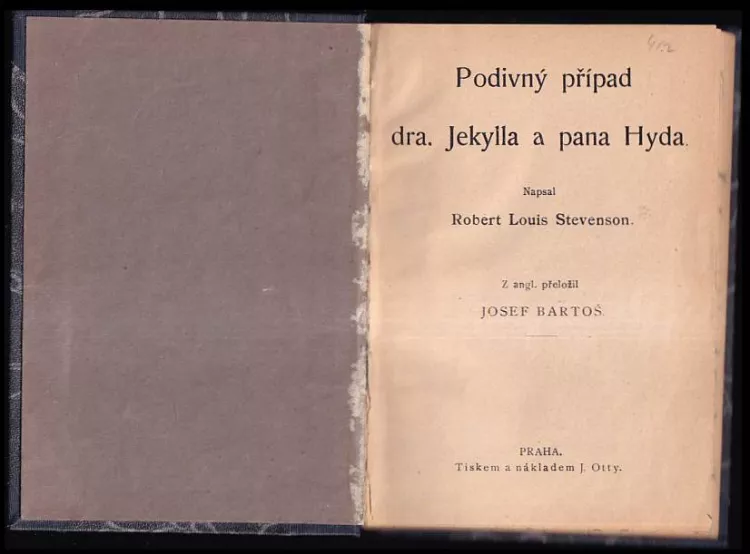 Podivný případ
dra. Jekylla a pana Hyda.
Napsal
Robert Louis Stevenson.
Z angl. přeložil
JOSEF BARTOŠ
PRAHA.
Tiskem a nákladem J. Otty.